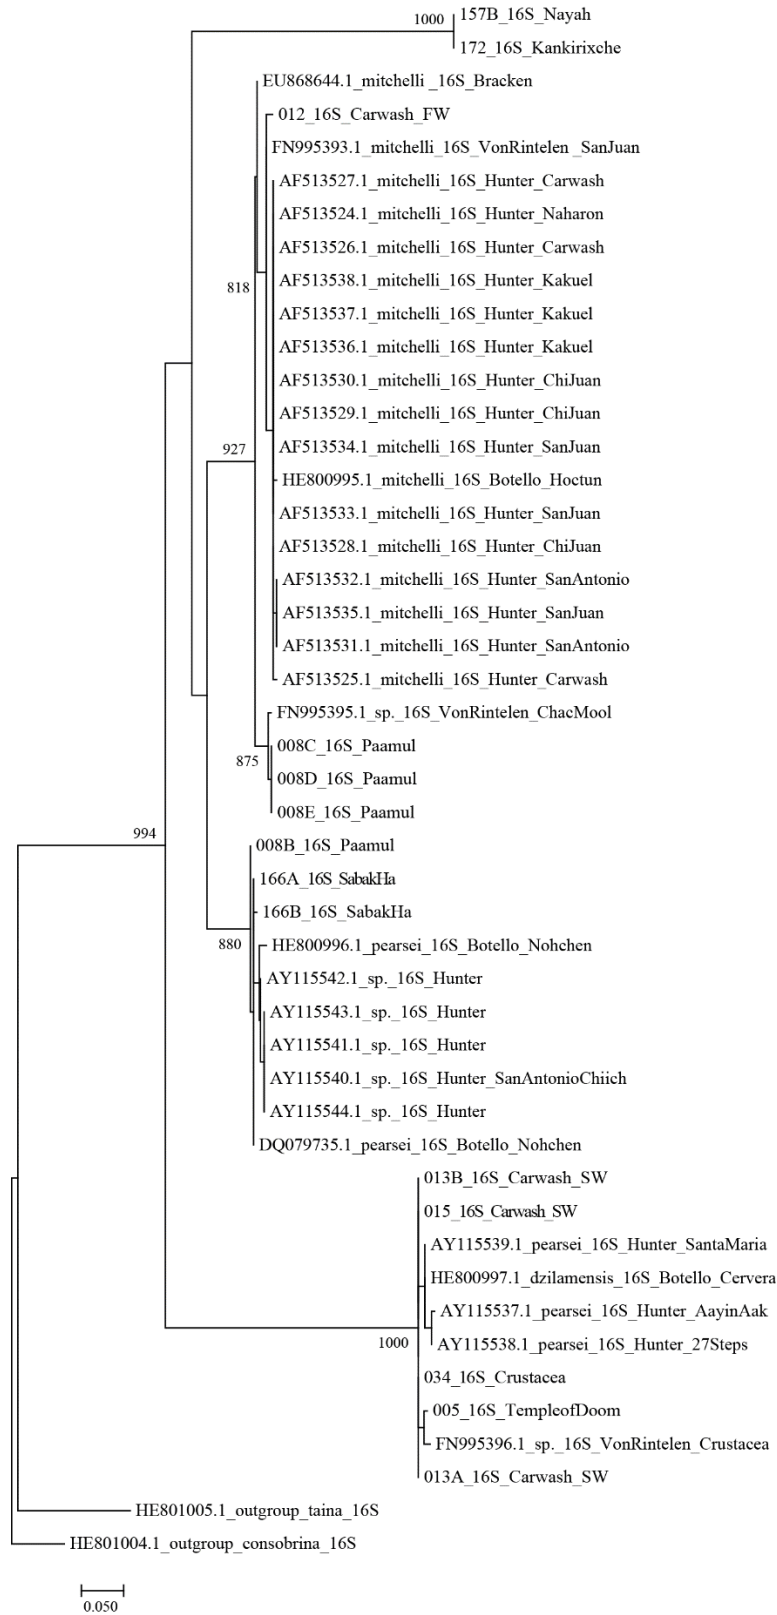 1000
157B_16S_Nayah
172_16S_Kankirixche
EU868644.1_mitchelli _16S_Bracken
012_16S_Carwash_FW
FN995393.1_mitchelli_16S_VonRintelen _SanJuan
AF513527.1_mitchelli_16S_Hunter_Carwash
AF513524.1_mitchelli_16S_Hunter_Naharon
AF513526.1_mitchelli_16S_Hunter_Carwash
AF513538.1_mitchelli_16S_Hunter_Kakuel
818
AF513537.1_mitchelli_16S_Hunter_Kakuel
AF513536.1_mitchelli_16S_Hunter_Kakuel
AF513530.1_mitchelli_16S_Hunter_ChiJuan
AF513529.1_mitchelli_16S_Hunter_ChiJuan
927
AF513534.1_mitchelli_16S_Hunter_SanJuan
HE800995.1_mitchelli_16S_Botello_Hoctun
AF513533.1_mitchelli_16S_Hunter_SanJuan
AF513528.1_mitchelli_16S_Hunter_ChiJuan
AF513532.1_mitchelli_16S_Hunter_SanAntonio
AF513535.1_mitchelli_16S_Hunter_SanJuan
AF513531.1_mitchelli_16S_Hunter_SanAntonio
AF513525.1_mitchelli_16S_Hunter_Carwash
FN995395.1_sp._16S_VonRintelen_ChacMool
008C_16S_Paamul
875
008D_16S_Paamul
008E_16S_Paamul
994
008B_16S_Paamul
166A_16S_SabakHa
166B_16S_SabakHa
880
HE800996.1_pearsei_16S_Botello_Nohchen
AY115542.1_sp._16S_Hunter
AY115543.1_sp._16S_Hunter
AY115541.1_sp._16S_Hunter
AY115540.1_sp._16S_Hunter_SanAntonioChiich
AY115544.1_sp._16S_Hunter
DQ079735.1_pearsei_16S_Botello_Nohchen
013B_16S_Carwash_SW
015_16S_Carwash_SW
AY115539.1_pearsei_16S_Hunter_SantaMaria
HE800997.1_dzilamensis_16S_Botello_Cervera
AY115537.1_pearsei_16S_Hunter_AayinAak
1000
AY115538.1_pearsei_16S_Hunter_27Steps
034_16S_Crustacea
005_16S_TempleofDoom
FN995396.1_sp._16S_VonRintelen_Crustacea
013A_16S_Carwash_SW
HE801005.1_outgroup_taina_16S
HE801004.1_outgroup_consobrina_16S
0.050